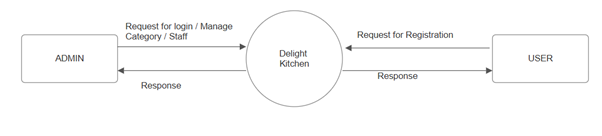 Request for login / Manage
Category / Staff
Request for Registration
ADMIN
Delight
Kitchen
USER
Response
Response